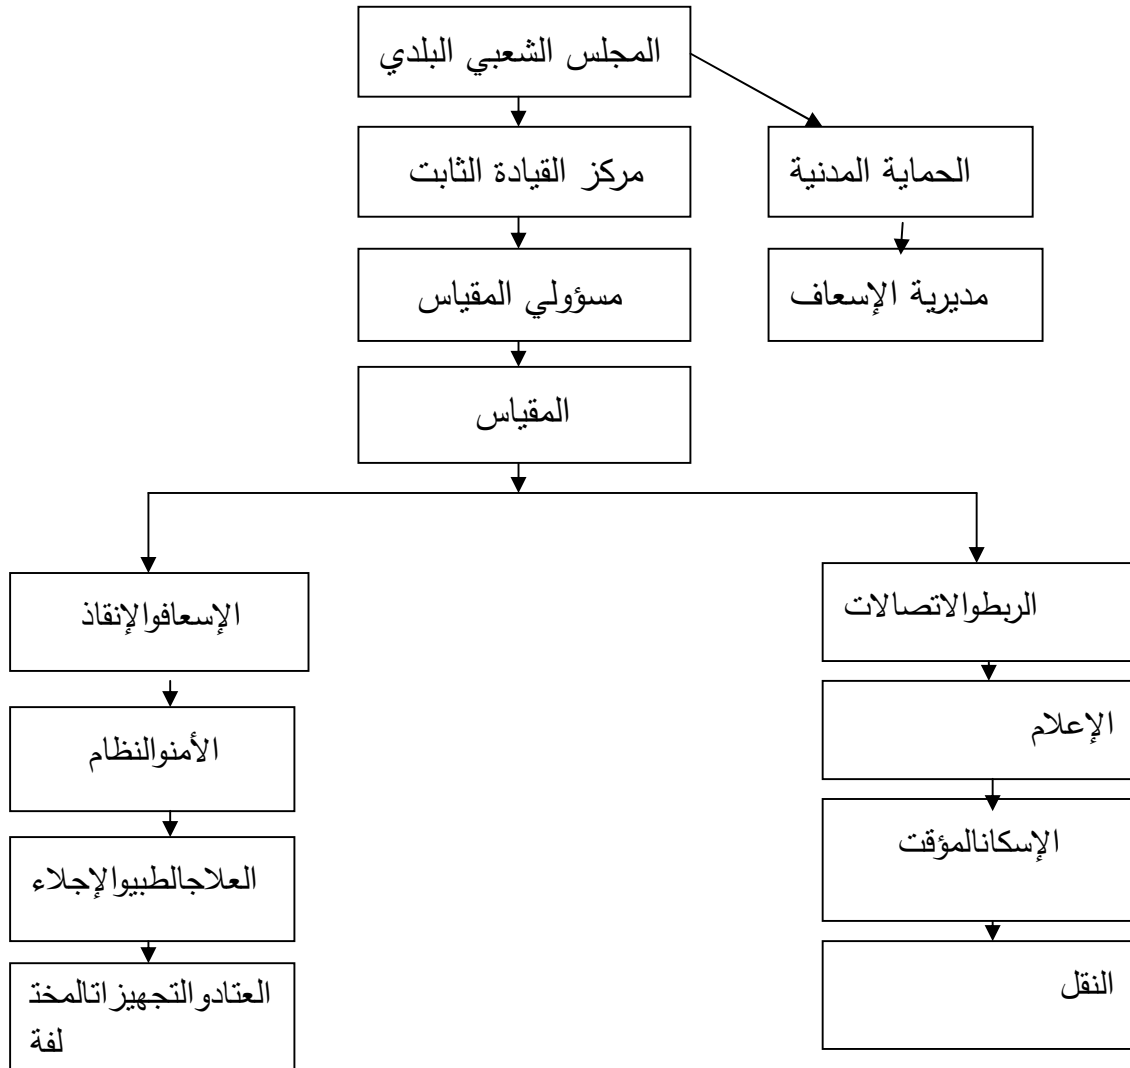 المجلس الشعبي البلدي
مركز القيادة الثابت
الحماية المدنية
مسؤولي المقياس
مديرية الإسعاف
المقياس
الربطوالاتصالات
الإعلام
الإسكانالمؤقت
النقل
الإسعافوالإنقاذ
الأمنوالنظام
العلاجالطبيوالإجلاء
العتادوالتجهيزاتالمخت
لفة